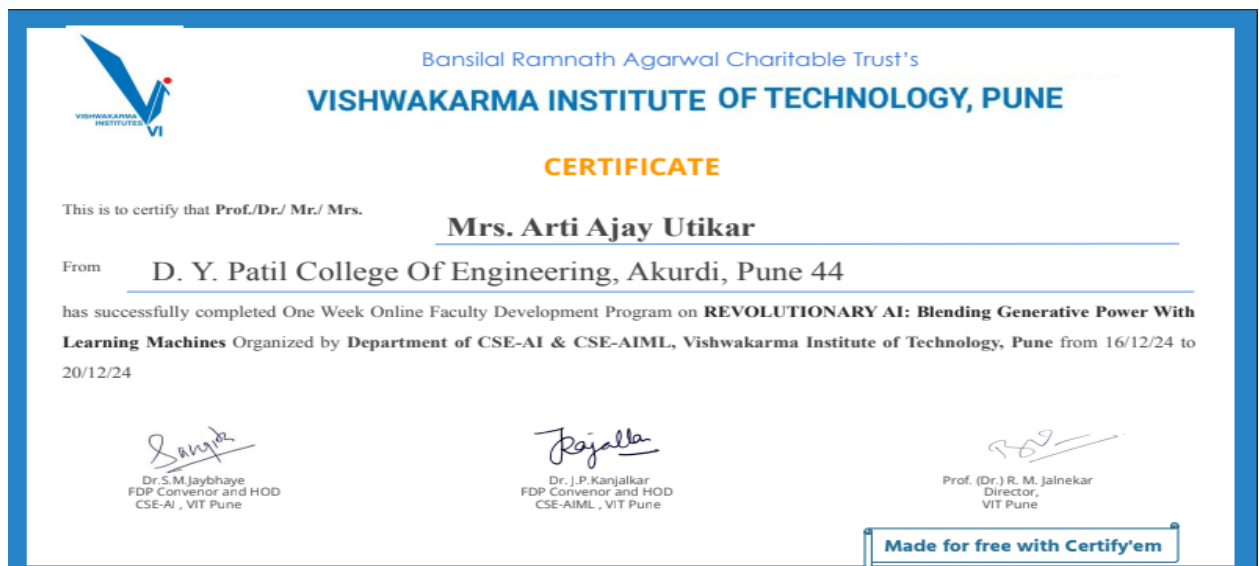 Bansilal Ramnath Agarwal Charitable Trust's
VISHWAKARMA INSTITUTE OF TECHNOLOGY, PUNE
VISHWAKARMA
INSTITUTES
VI
CERTIFICATE
This is to certify that Prof./Dr./ Mr./ Mrs.
Mrs. Arti Ajay Utikar
From D. Y. Patil College Of Engineering, Akurdi, Pune 44
has successfully completed One Week Online Faculty Development Program on REVOLUTIONARY AI: Blending Generative Power With
Learning Machines Organized by Department of CSE-AI & CSE-AIML, Vishwakarma Institute of Technology, Pune from 16/12/24 to
20/12/24
Sangita
Dr.S.M.Jaybhaye
FDP Convenor and HOD
CSE-AI , VIT Pune
Dr. J.P.Kanjalkar
FDP Convenor and HOD
CSE-AIML , VIT Pune
Prof. (Dr.) R. M. Jalnekar
Director,
VIT Pune
Made for free with Certify'em